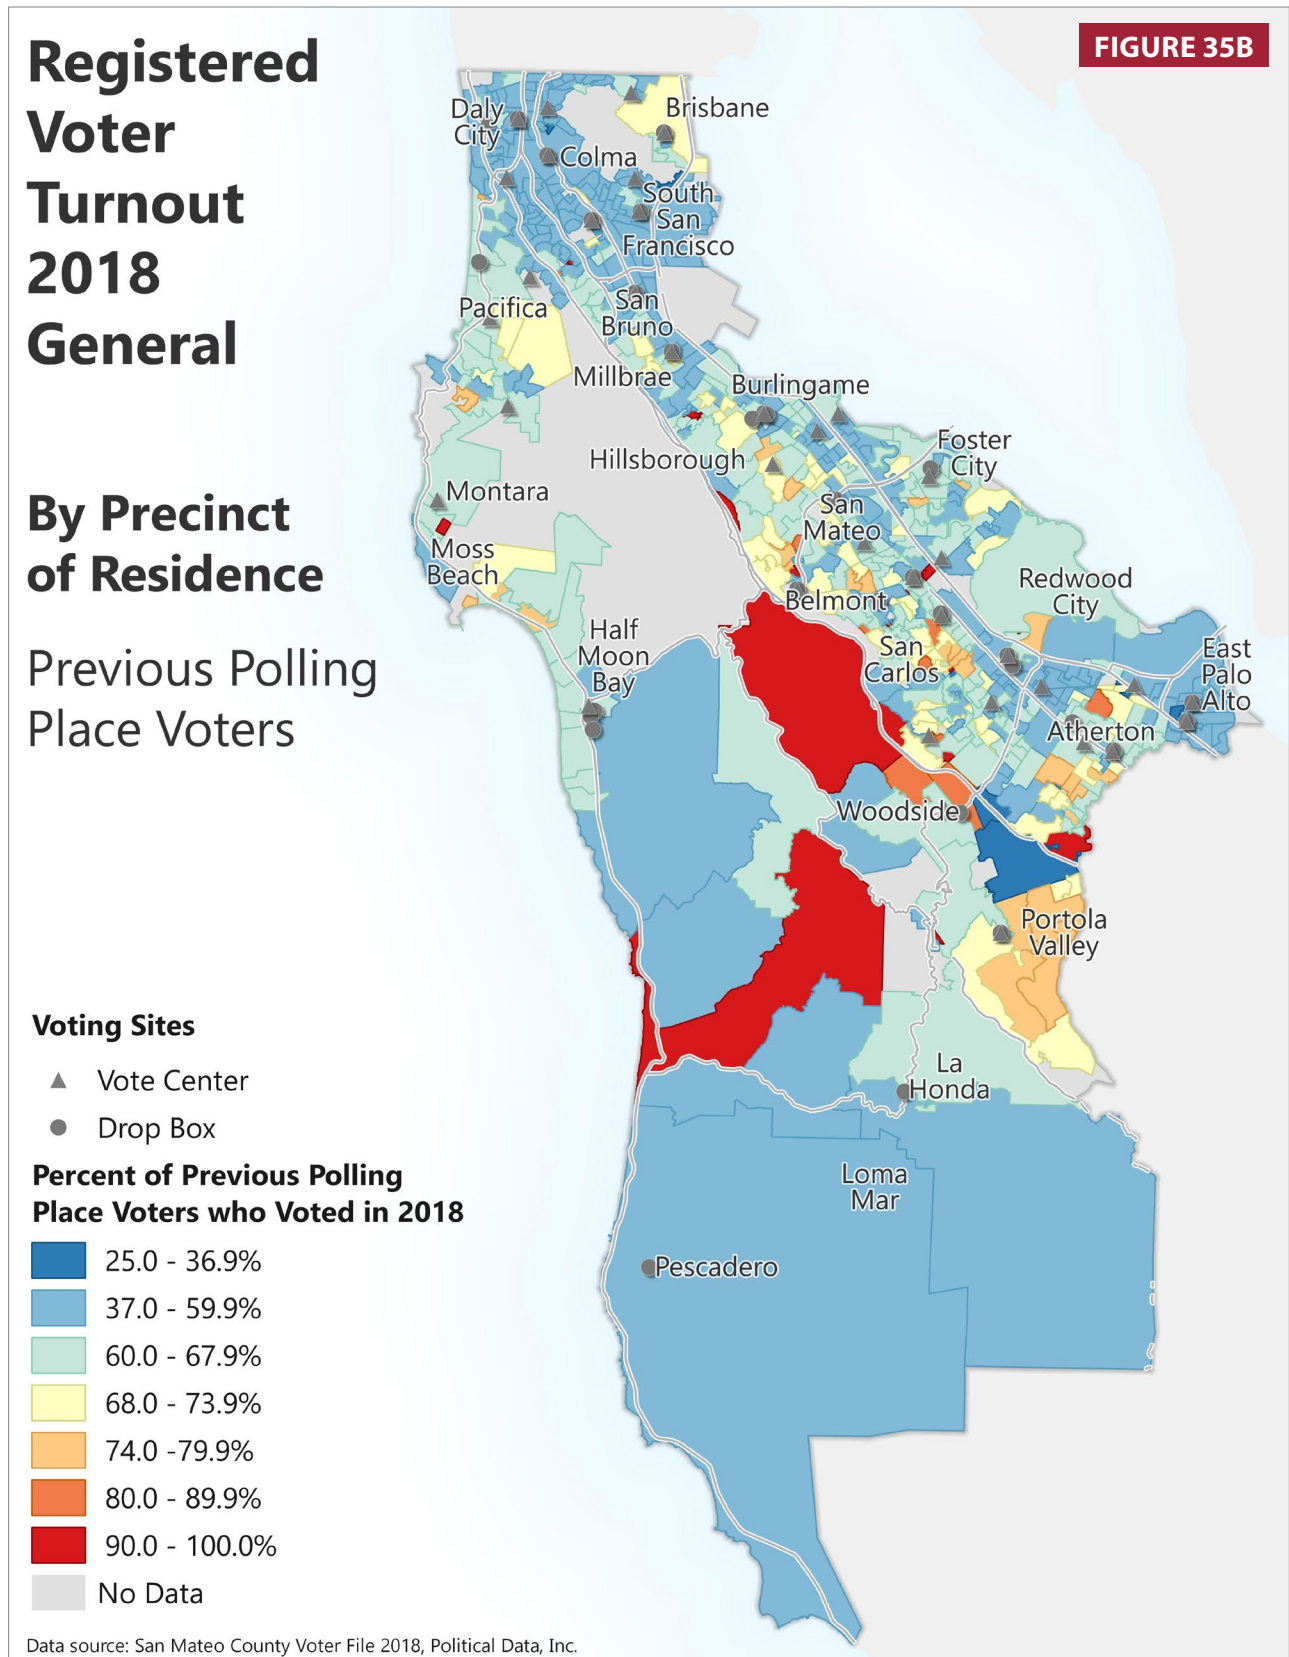 FIGURE 35B
Registered
Voter
Turnout
2018
General
By Precinct
of Residence
Previous Polling
Place Voters
Daly
City
Brisbane
Colma
South
San
Francisco
Pacifica
San
Bruno
Millbrae
Burlingame
Hillsborough
Foster
City
Montara
San
Mateo
Moss
Beach
Redwood
City
Belmont
Half
Moon
Bay
San
Carlos
East
Palo
Alto
Atherton
Woodside
Portola
Valley
La
Honda
Loma
Mar
Pescadero
Voting Sites
Vote Center
Drop Box
Percent of Previous Polling
Place Voters who Voted in 2018
25.0 - 36.9%
37.0 - 59.9%
60.0 - 67.9%
68.0 - 73.9%
74.0 -79.9%
80.0 - 89.9%
90.0 - 100.0%
No Data
Data source: San Mateo County Voter File 2018, Political Data, Inc.